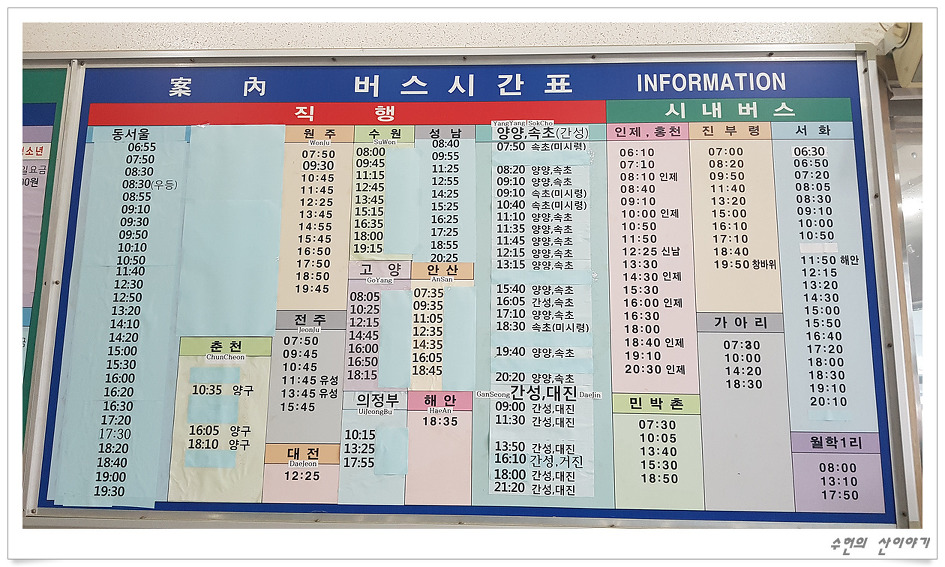 案 內 버 스 시 간 표 INFORMATION
직 행
시 내 버 스
동서울
06:55
07:50
08:30
08:30(우등)
08:55
09:10
09:30
09:50
10:10
10:50
11:40
12:30
12:50
13:20
14:10
14:20
15:00
15:30
16:00
16:20
16:30
17:20
17:30
18:20
18:40
19:00
19:30
춘 천
ChunCheon
10:35 양구
16:05 양구
18:10 양구
원 주
WonJu
07:50
09:30
10:45
11:45
12:25
13:45
14:55
15:45
16:50
17:50
18:50
19:45
전 주
JeonJu
07:50
09:45
10:45
11:45 유성
13:45 유성
15:45
대 전
DaeJeon
12:25
수 원
SuWon
08:00
09:45
11:15
12:45
13:45
15:15
16:35
18:00
19:15
고 양
GoYang
08:05
10:25
12:15
14:45
16:00
16:50
18:15
의정부
UiJeongBu
10:15
13:25
17:55
성 남
08:40
09:55
11:25
12:55
14:25
15:25
16:25
17:25
18:55
20:25
안 산
AnSan
07:35
09:35
11:05
12:35
14:35
16:05
18:45
해 안
HaeAn
18:35
YangYang SokCho
양양,속초(간성)
07:50 속초(미시령)
08:20 양양,속초
09:10 양양,속초
09:10 속초(미시령)
10:40 속초(미시령)
11:10 양양,속초
11:35 양양,속초
11:45 양양,속초
12:15 양양,속초
13:15 양양,속초
15:40 양양,속초
16:05 간성,속초
17:10 양양,속초
18:30 속초(미시령)
19:40 양양,속초
20:20 양양,속초
GanSeong 간성,대진 DaeJin
09:00 간성,대진
11:30 간성,대진
13:50 간성,대진
16:10 간성,거진
18:00 간성,대진
21:20 간성,대진
인제,홍천
06:10
07:10
08:10 인제
08:40
09:10
10:00 인제
10:50
11:50
12:25 신남
13:30
14:30 인제
15:30
16:00 인제
16:30
18:00
18:40 인제
19:10
20:30 인제
민 박 촌
07:30
10:05
13:40
15:30
18:50
진 부 령
07:00
08:20
09:50
11:40
13:20
15:00
16:10
17:10
18:40
19:50 창바위
가 아 리
07:30
10:00
14:20
18:30
서 화
06:30
06:50
07:20
08:05
08:30
09:10
10:00
10:50
11:50 해안
12:15
13:20
14:30
15:00
15:50
16:40
17:20
18:00
18:30
19:10
20:10
월학1리
08:00
13:10
17:50
수헌의 산이야기